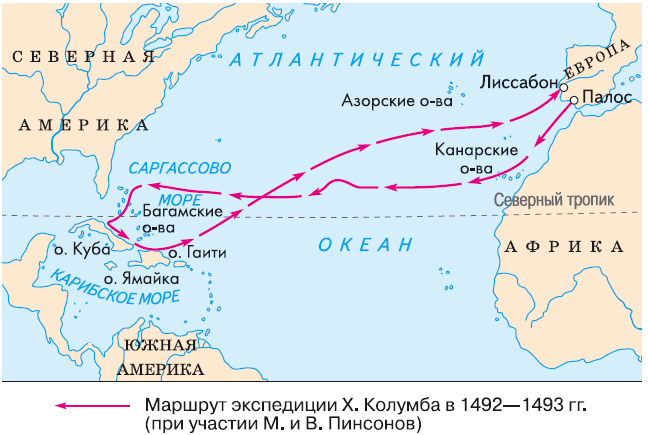 СЕВЕРНАЯ
АМЕРИКА
АТЛАНТИЧЕСКИЙ
ОКЕАН
ЕВРОПА
Лиссабон
Палос
Азорские о-ва
Канарские
о-ва
САРГАССОВО
МОРЕ
Северный тропик
Багамские
о-ва
о. Куба
о. Гаити
о. Ямайка
КАРИБСКОЕ МОРЕ
АФРИКА
ЮЖНАЯ
АМЕРИКА
Маршрут экспедиции Х. Колумба в 1492—1493 гг.
(при участии М. и В. Пинсонов)